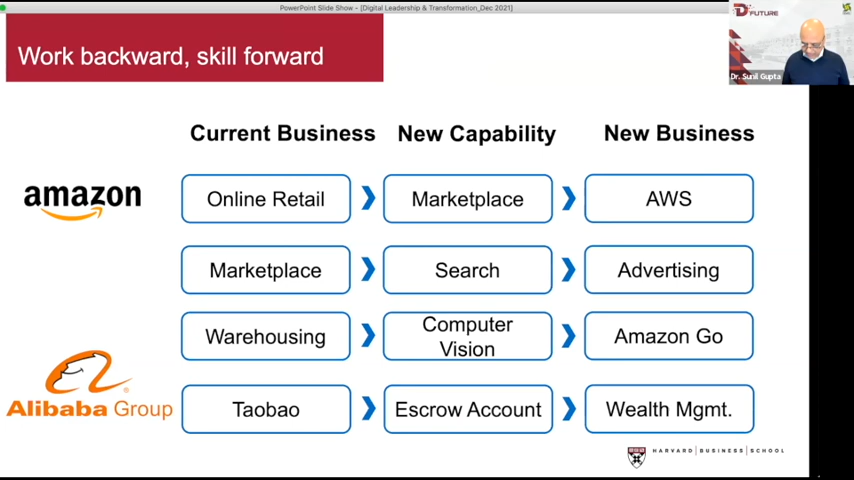 PowerPoint Slide Show - [Digital Leadership & Transformation_Dec 2021]
Work backward, skill forward
D FUTURE
Dr. Sunil Gupta
Current Business New Capability New Business
amazon
Online Retail Marketplace AWS
Marketplace Search Advertising
Warehousing Computer Vision Amazon Go
Alibaba Group
Taobao Escrow Account Wealth Mgmt.
HARVARD BUSINESS SCHOOL